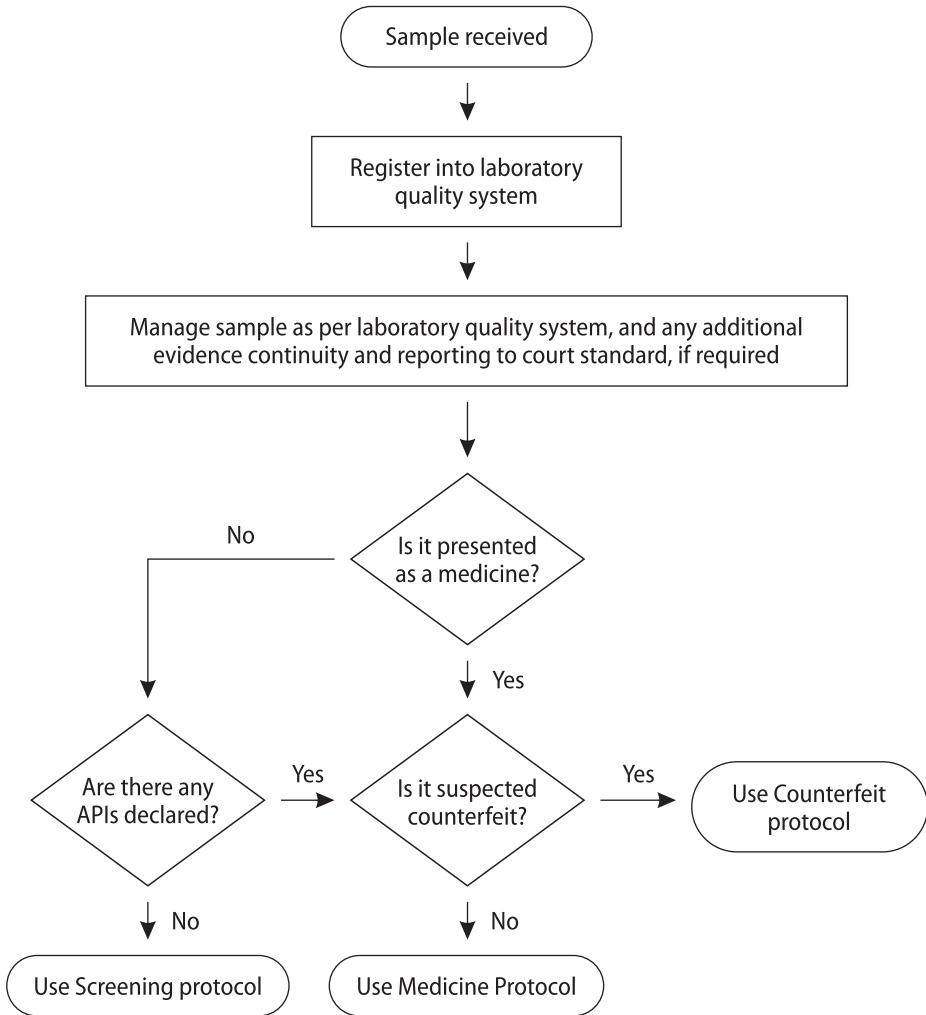 Sample received
Register into laboratory
quality system
Manage sample as per laboratory quality system, and any additional
evidence continuity and reporting to court standard, if required
Is it presented
as a medicine?
No
Yes
Are there any
APIs declared?
Yes
Is it suspected
counterfeit?
Yes
Use Counterfeit
protocol
No
No
Use Screening protocol
Use Medicine Protocol